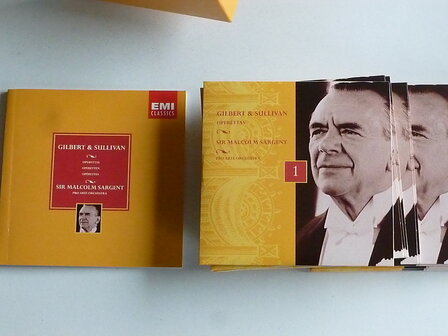 EMI
CLASSICS
GILBERT & SULLIVAN
OPERETTAS
OPERETTEN
OPÉRETTES
SIR MALCOLM SARGENT
PRO ARTE ORCHESTRA
GILBERT & SULLIVAN
OPERETTAS
SIR MALCOLM SARGENT
PRO ARTE ORCHESTRA
1